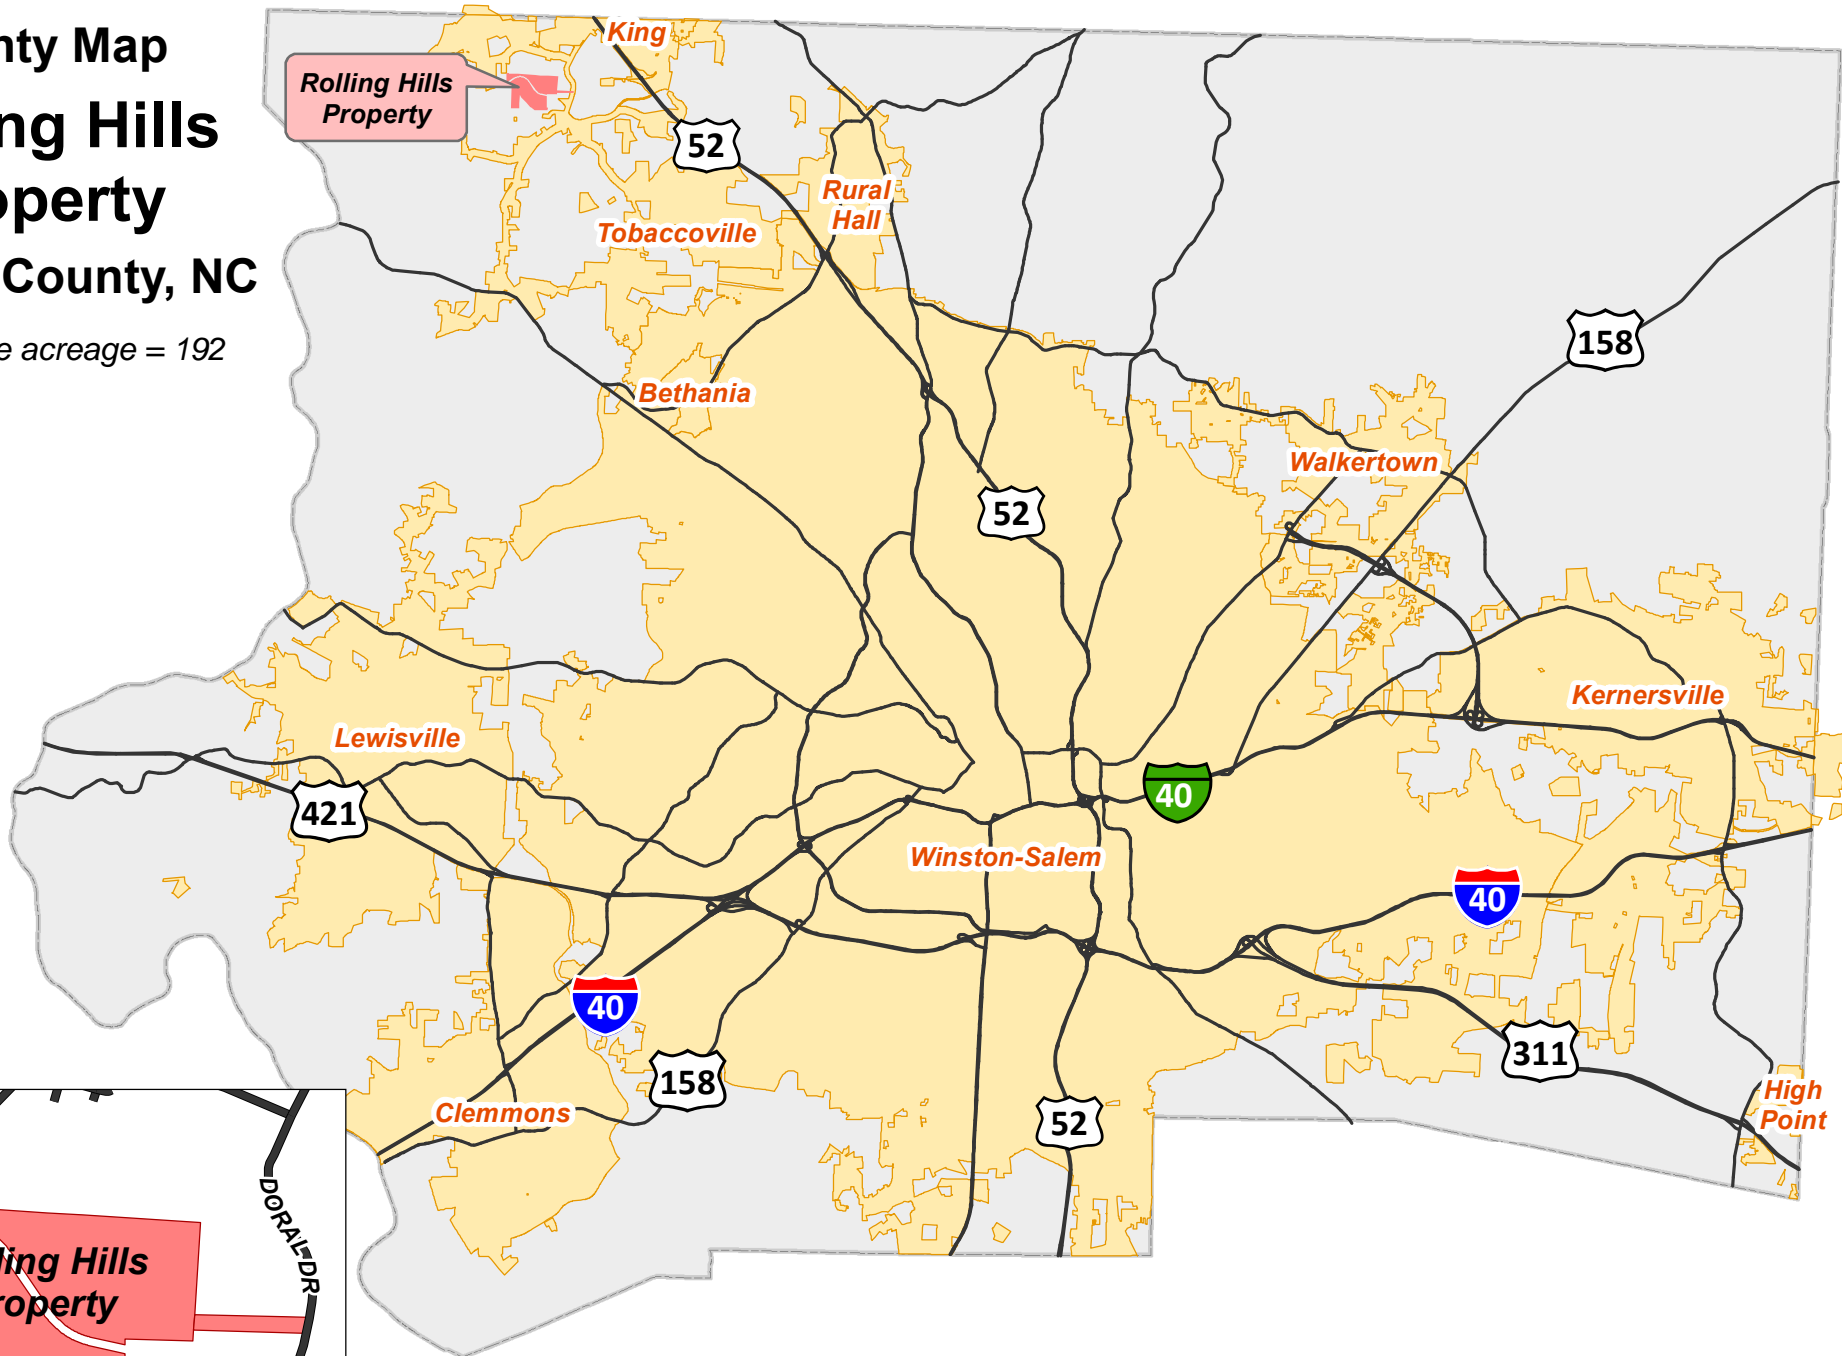 nty Map
ng Hills
operty
County, NC
e acreage = 192
Rolling Hills
Property
King
52
Rural
Hall
Tobaccoville
158
Bethania
Walkertown
52
Kernersville
Lewisville
40
421
Winston-Salem
40
40
311
158
High
Point
Clemmons
52
DORAL DR
ling Hills
roperty